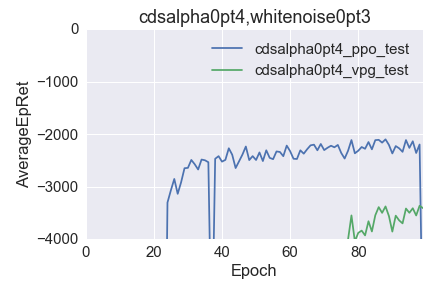 cdsalpha0pt4,whitenoise0pt3
cdsalpha0pt4_ppo_test
cdsalpha0pt4_vpg_test
AverageEpRet
0
−1000
−2000
−3000
−4000
0 20 40 60 80
Epoch